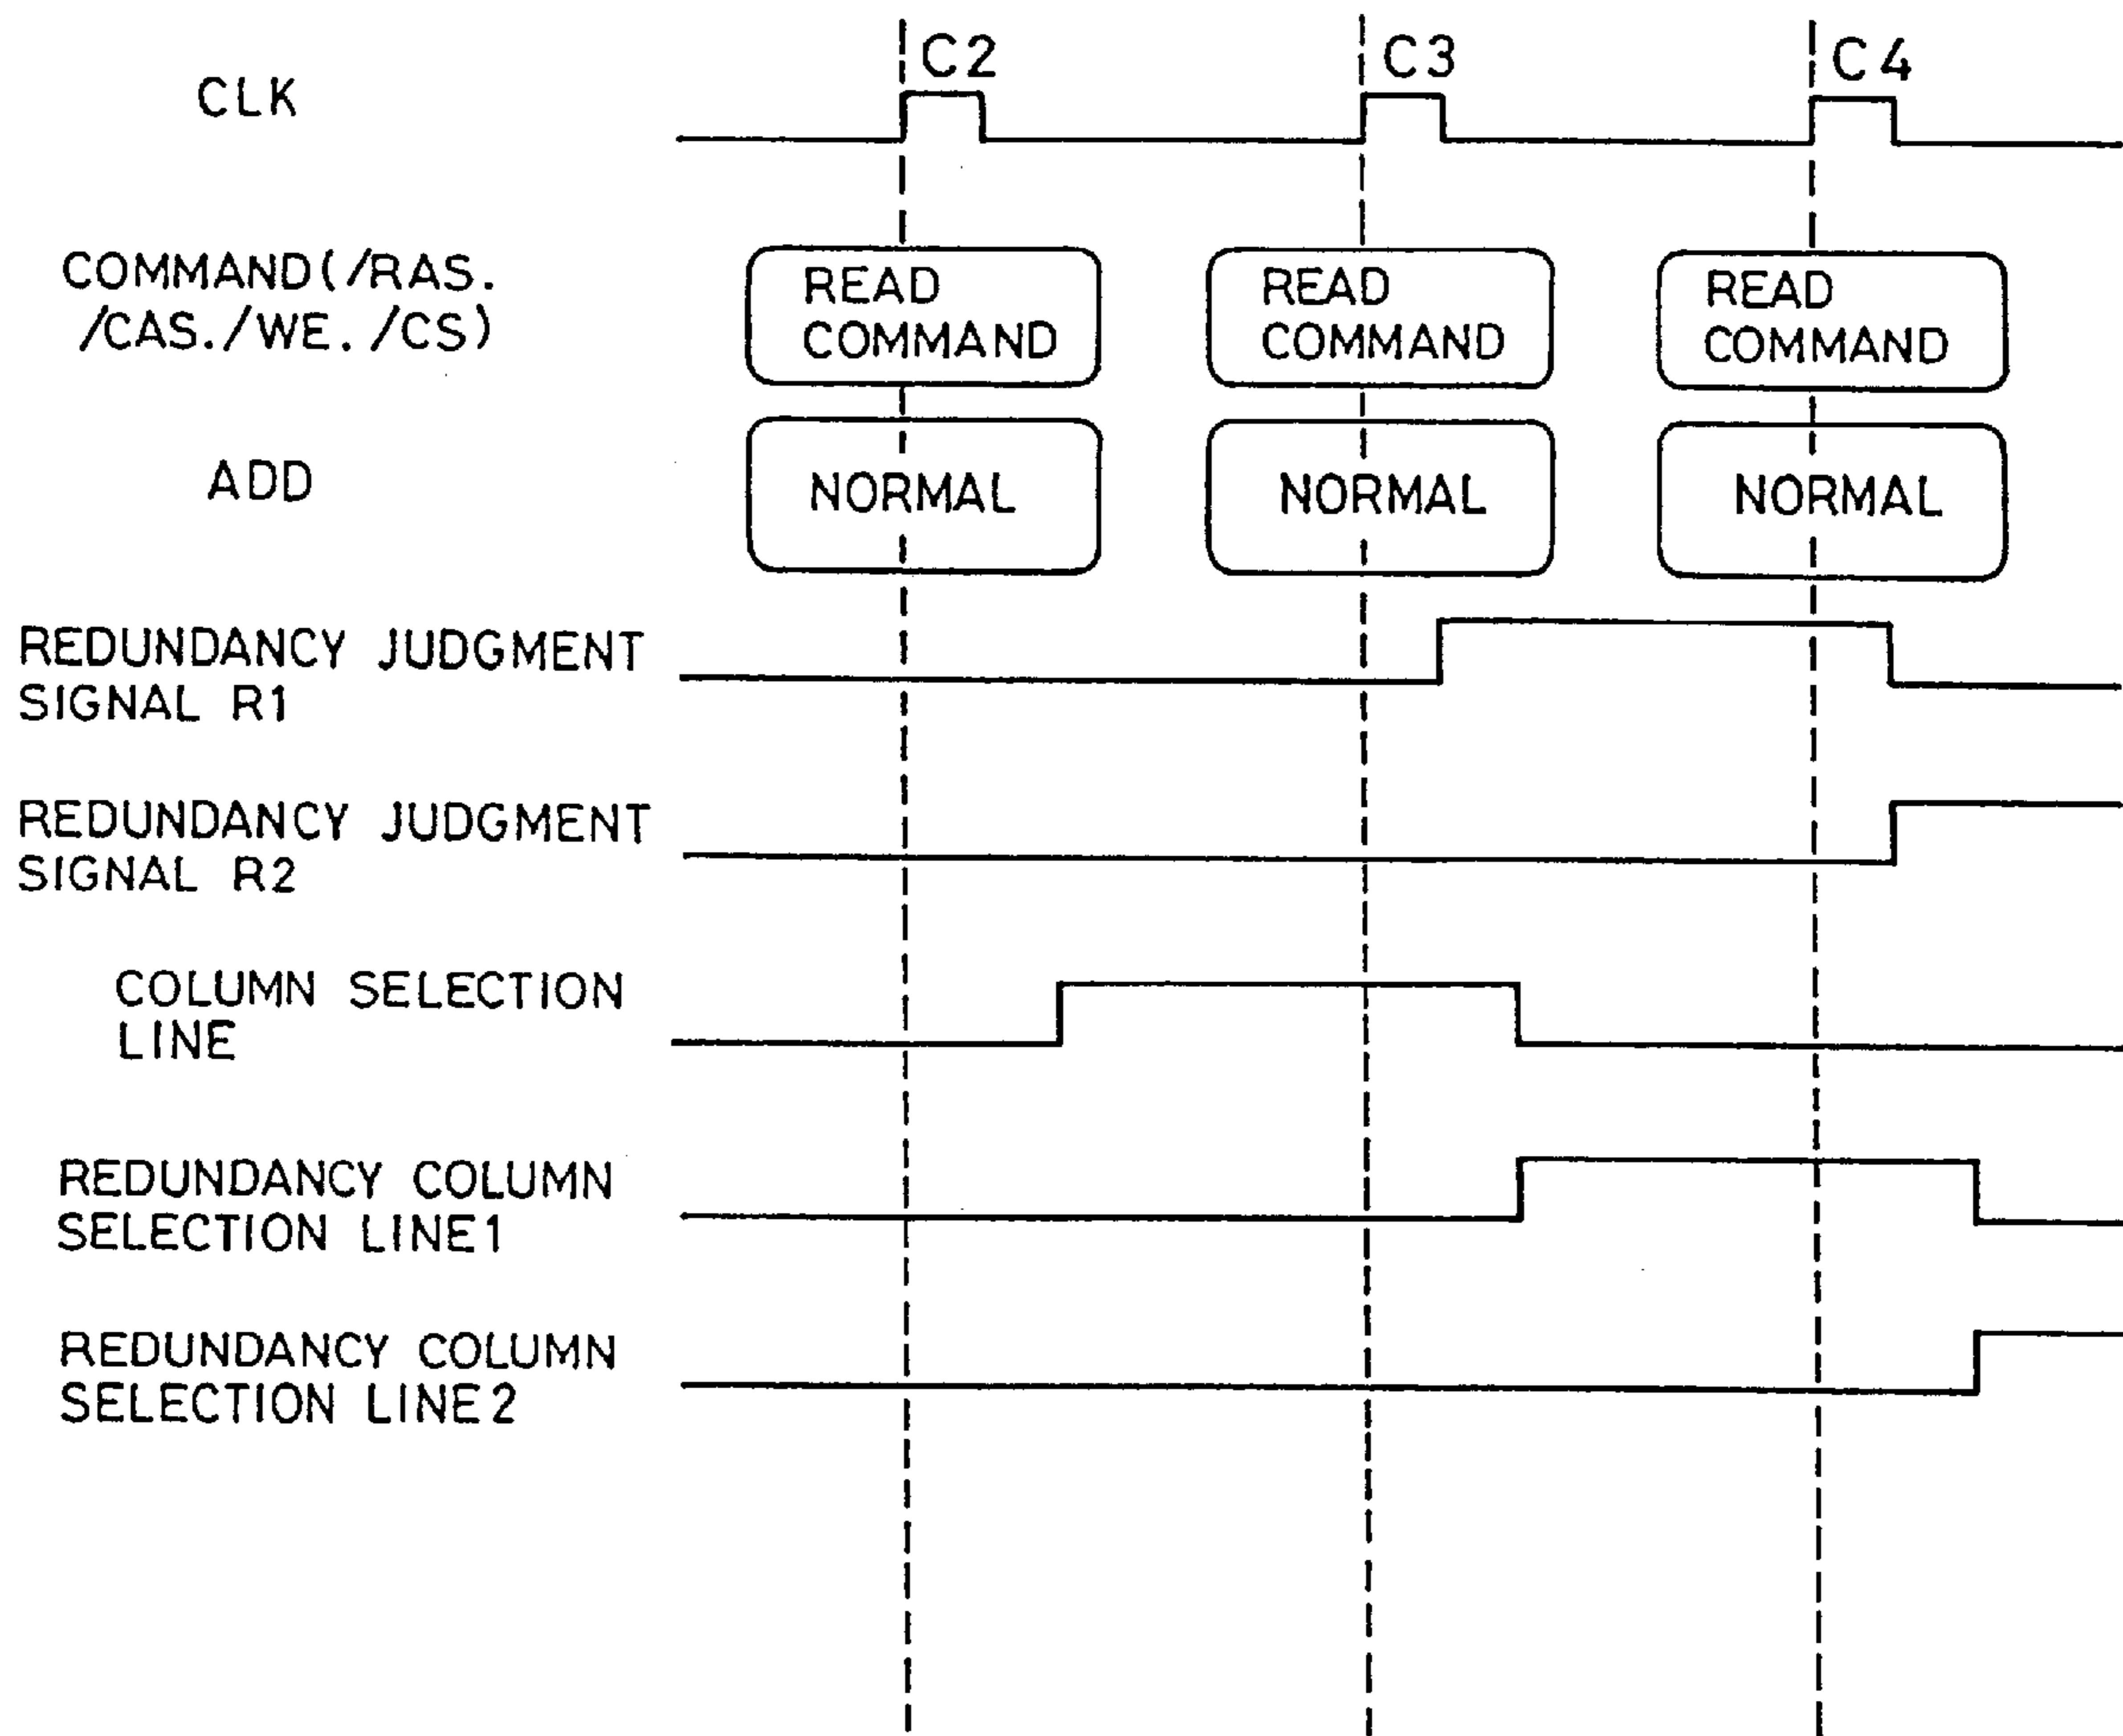 C2
C3
C4
CLK
COMMAND(/RAS.
/CAS./WE. /CS)
READ
COMMAND
READ
COMMAND
READ
COMMAND
ADD
NORMAL
NORMAL
NORMAL
REDUNDANCY JUDGMENT
SIGNAL R1
REDUNDANCY JUDGMENT
SIGNAL R2
COLUMN SELECTION
LINE
REDUNDANCY COLUMN
SELECTION LINE1
REDUNDANCY COLUMN
SELECTION LINE2